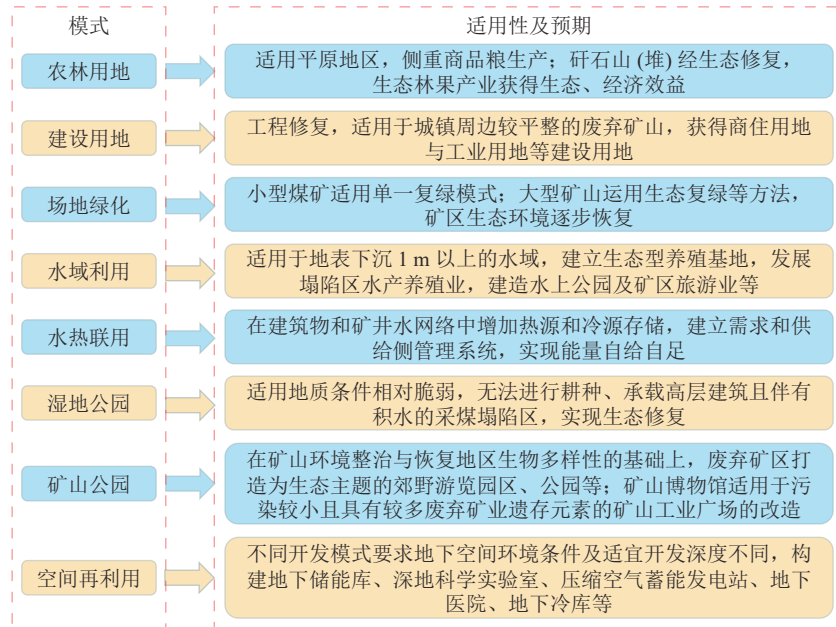 模式
适用性及预期
农林用地
适用平原地区，侧重商品粮生产；矸石山 (堆) 经生态修复，
生态林果产业获得生态、经济效益
建设用地
工程修复，适用于城镇周边较平整的废弃矿山，获得商住用地
与工业用地等建设用地
场地绿化
小型煤矿适用单一复绿模式；大型矿山运用生态复绿等方法，
矿区生态环境逐步恢复
水域利用
适用于地表下沉 1 m 以上的水域，建立生态型养殖基地，发展
塌陷区水产养殖业，建造水上公园及矿区旅游业等
水热联用
在建筑物和矿井水网络中增加热源和冷源存储，建立需求和供
给侧管理系统，实现能量自给自足
湿地公园
适用地质条件相对脆弱，无法进行耕种、承载高层建筑且伴有
积水的采煤塌陷区，实现生态修复
矿山公园
在矿山环境整治与恢复地区生物多样性的基础上，废弃矿区打
造为生态主题的郊野游览园区、公园等；矿山博物馆适用于污
染较小且具有较多废弃矿业遗存元素的矿山工业广场的改造
空间再利用
不同开发模式要求地下空间环境条件及适宜开发深度不同，构
建地下储能库、深地科学实验室、压缩空气蓄能发电站、地下
医院、地下冷库等